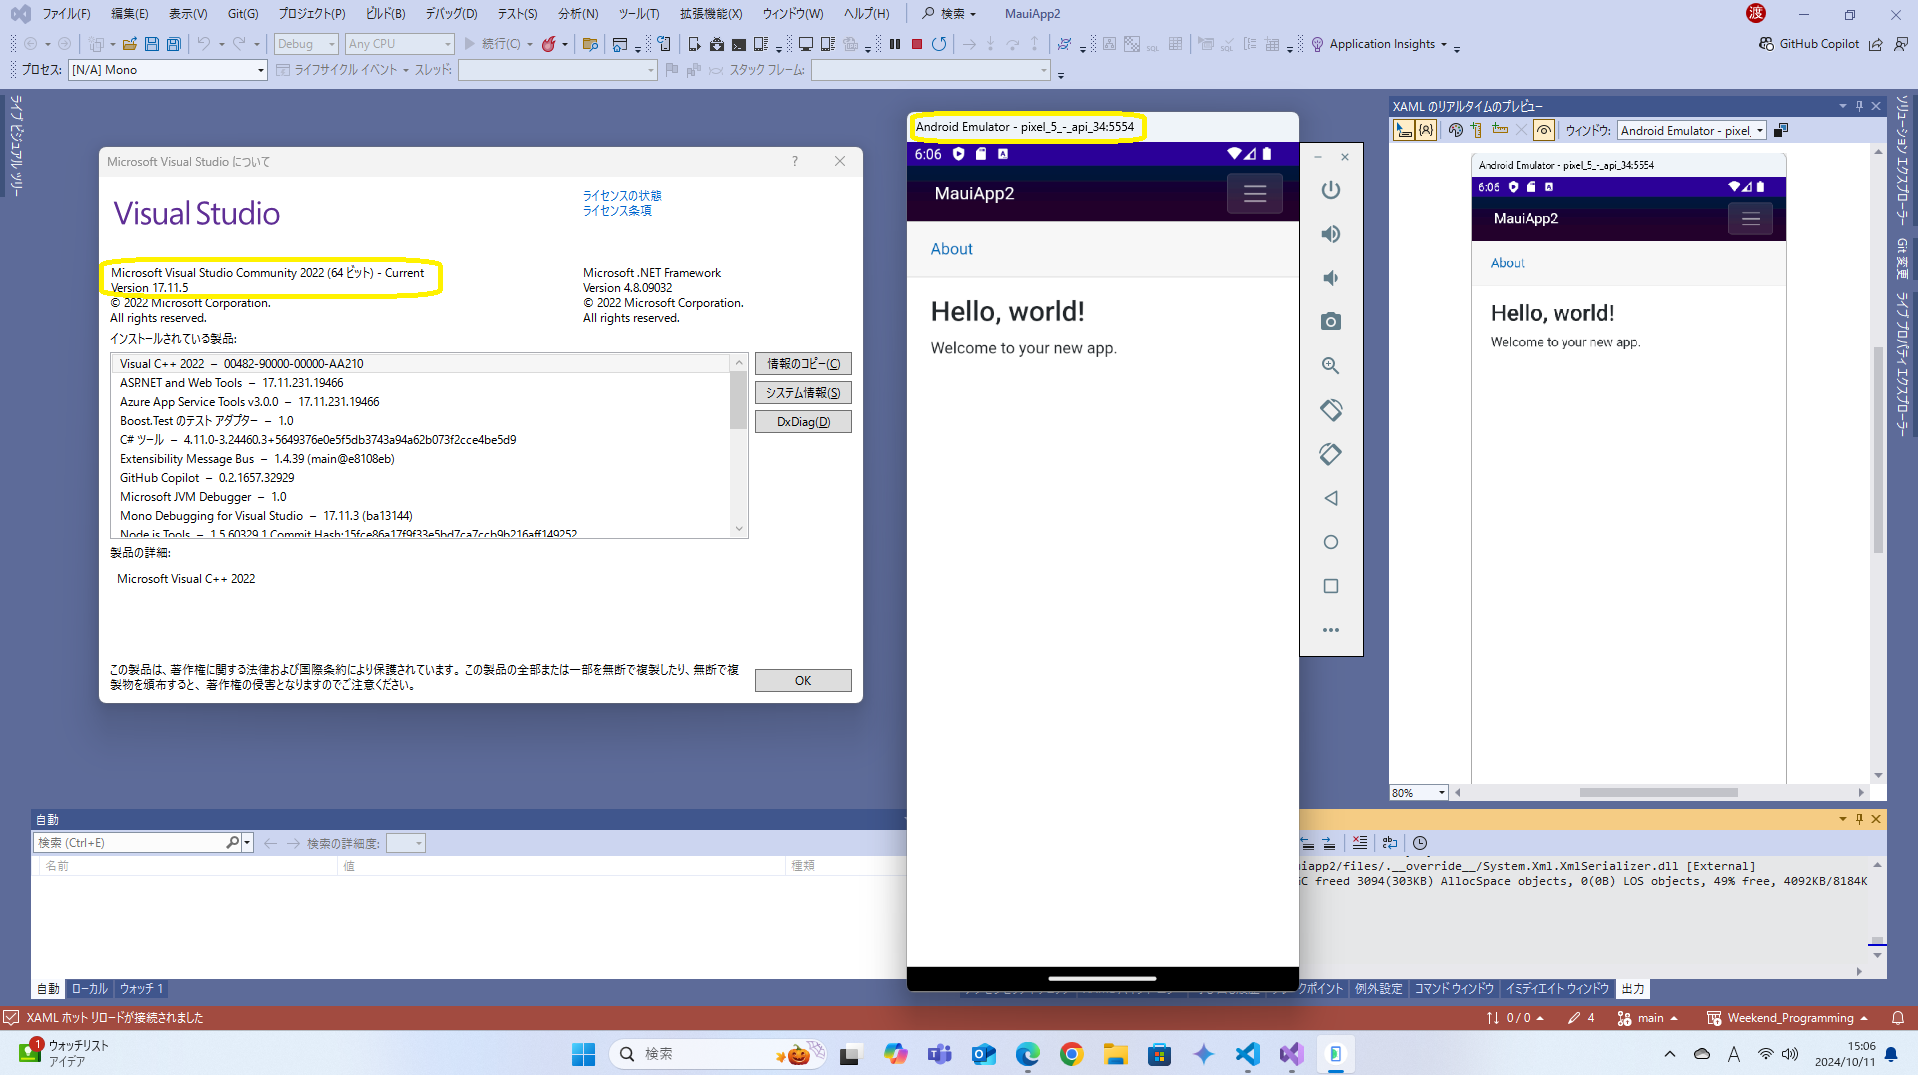 ファイル(F) 編集(E) 表示(V) Git(G) プロジェクト(P) ビルド(B) デバッグ(D) テスト(S) 分析(N) ツール(T) 拡張機能(X) ウィンドウ(W) ヘルプ(H) 検索 MauiApp2 渡
Debug Any CPU 続行(C) Application Insights GitHub Copilot
プロセス: [N/A] Mono ライフサイクル イベント スレッド: スタック フレーム:
ライブ ビジュアル ツリー
Microsoft Visual Studio について
Visual Studio
ライセンスの状態
ライセンス条項
Microsoft Visual Studio Community 2022 (64 ビット) - Current
Version 17.11.5
© 2022 Microsoft Corporation.
All rights reserved.
Microsoft .NET Framework
Version 4.8.09032
© 2022 Microsoft Corporation.
All rights reserved.
インストールされている製品:
Visual C++ 2022 – 00482-90000-00000-AA210
ASP.NET and Web Tools – 17.11.231.19466
Azure App Service Tools v3.0.0 – 17.11.231.19466
Boost.Test のテスト アダプター – 1.0
C# ツール – 4.11.0-3.24460.3+5649376e0e5f5db3743a94a62b073f2cce4be5d9
Extensibility Message Bus – 1.4.39 (main@e8108eb)
GitHub Copilot – 0.2.1657.32929
Microsoft JVM Debugger – 1.0
Mono Debugging for Visual Studio – 17.11.3 (ba13144)
Node.js Tools – 1.5.60329.1 Commit Hash:15fce86a17f9f33e5bd7ca7ccb9b216aff149252
情報のコピー(C)
システム情報(S)
DxDiag(D)
製品の詳細:
Microsoft Visual C++ 2022
この製品は、著作権に関する法律および国際条約により保護されています。この製品の全部または一部を無断で複製したり、無断で複
製物を頒布すると、著作権の侵害となりますのでご注意ください。
OK
Android Emulator - pixel_5_-_api_34:5554
6:06
MauiApp2
About
Hello, world!
Welcome to your new app.
XAML のリアルタイムのプレビュー
ウィンドウ: Android Emulator - pixel_
Android Emulator - pixel_5_-_api_34:5554
6:06
MauiApp2
About
Hello, world!
Welcome to your new app.
80%
ソリューション エクスプローラー
Git 変更
ライブ プロパティ エクスプローラー
自動
検索 (Ctrl+E) 検索の詳細度:
名前 値 種類
iapp2/files/.__override__/System.Xml.XmlSerializer.dll [External]
C freed 3094(303KB) AllocSpace objects, 0(0B) LOS objects, 49% free, 4092KB/8184K
自動 ローカル ウォッチ 1
クポイント 例外設定 コマンド ウィンドウ イミディエイト ウィンドウ 出力
XAML ホット リロードが接続されました
0 / 0 4 main Weekend_Programming
1 ウォッチリスト
アイデア
検索
A
15:06
2024/10/11